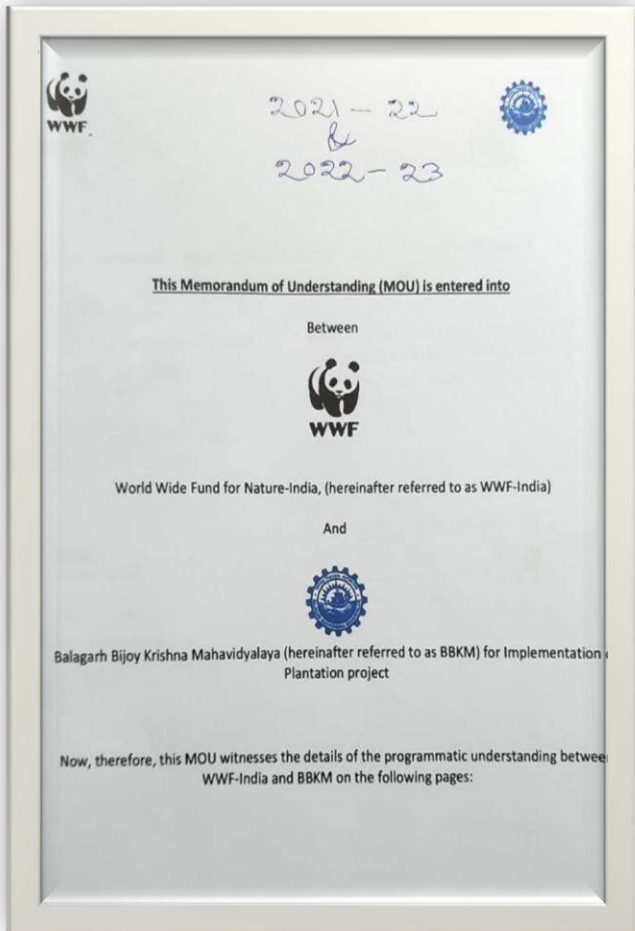 WWF
2021 - 22
&
2022 - 23
This Memorandum of Understanding (MOU) is entered into
Between
WWF
World Wide Fund for Nature-India, (hereinafter referred to as WWF-India)
And
Balagarh Bijoy Krishna Mahavidyalaya (hereinafter referred to as BBKM) for Implementation
Plantation project
Now, therefore, this MOU witnesses the details of the programmatic understanding betwee
WWF-India and BBKM on the following pages: